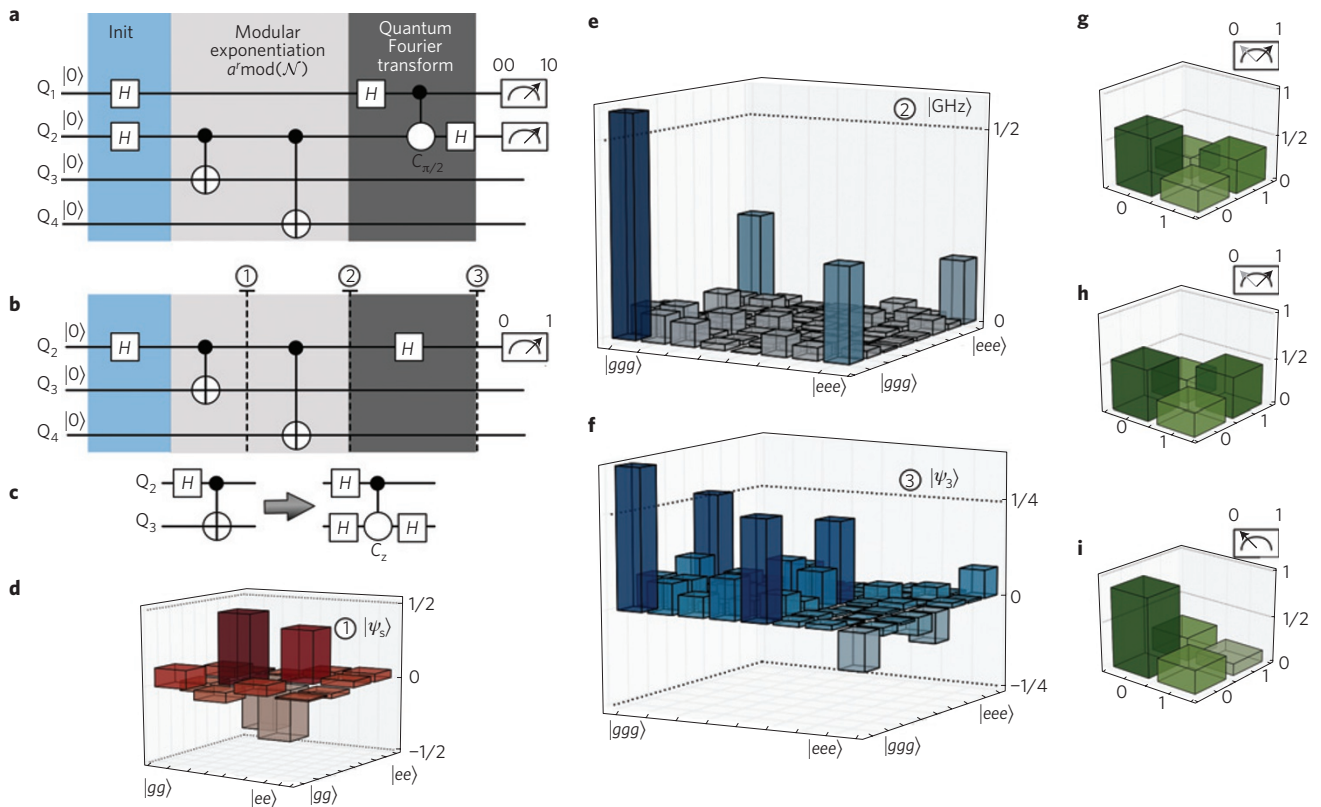 a
Init
Modular
exponentiation
aʳmod(𝒩)
Quantum
Fourier
transform
00 10
Q₁ |0⟩ H H
Q₂ |0⟩ H H
C_π/2
Q₃ |0⟩
Q₄ |0⟩
b
1 2 3
Q₂ |0⟩ H H 0 1
Q₃ |0⟩
Q₄ |0⟩
c
Q₂ H H
Q₃ H H
C_z
d
1 |ψ_s⟩
1/2
0
−1/2
|gg⟩ |ee⟩ |gg⟩ |ee⟩
e
2 |GHz⟩
1/2
0
|ggg⟩ |eee⟩ |ggg⟩ |eee⟩
f
3 |ψ₃⟩
1/4
0
−1/4
|ggg⟩ |eee⟩ |ggg⟩ |eee⟩
g
0 1
1
1/2
0
0 1 0 1
h
0 1
1
1/2
0
0 1 0 1
i
0 1
1
1/2
0
0 1 0 1